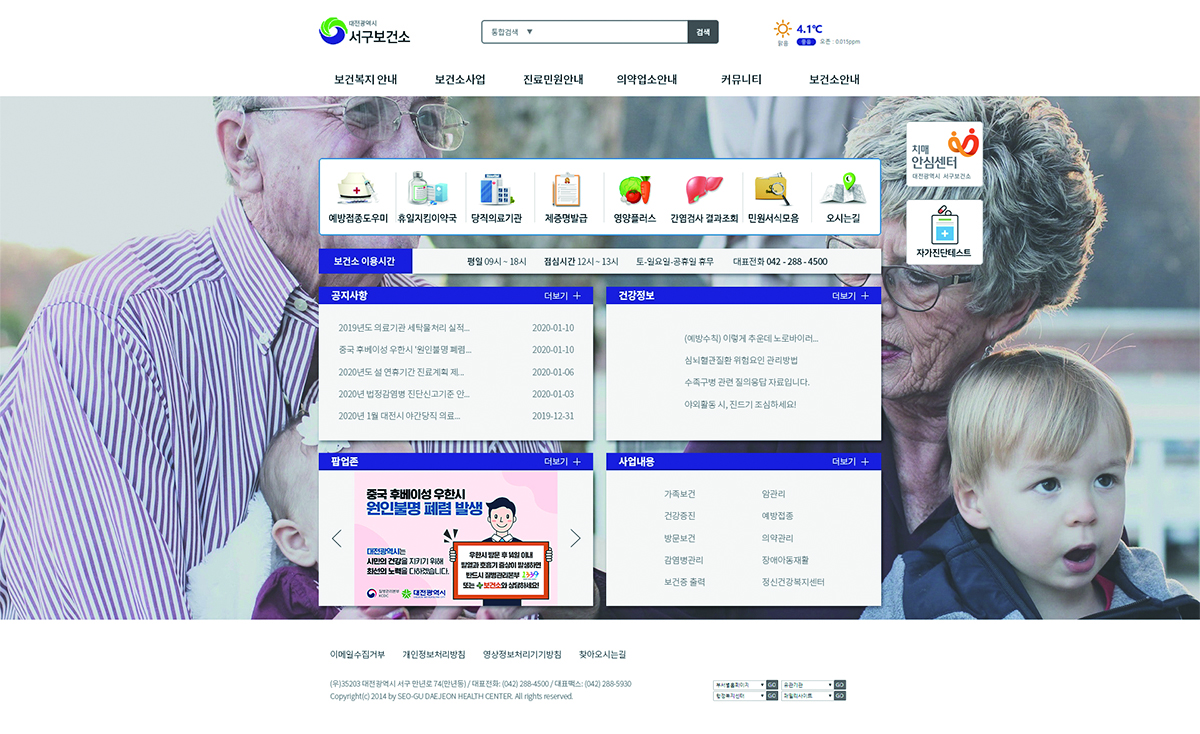 대전광역시
서구보건소
통합검색 ▼
검색
4.1℃
맑음
좋음 오존 : 0.015ppm
보건복지 안내 보건소사업 진료민원안내 의약업소안내 커뮤니티 보건소안내
치매
안심센터
대전광역시 서구보건소
자가진단테스트
예방접종도우미 휴일지킴이약국 당직의료기관 제증명발급 영양플러스 간염검사 결과조회 민원서식모음 오시는길
보건소 이용시간 평일 09시 ~ 18시 점심시간 12시 ~ 13시 토·일요일·공휴일 휴무 대표전화 042 - 288 - 4500
공지사항 더보기 +
2019년도 의료기관 세탁물처리 실적... 2020-01-10
중국 후베이성 우한시 '원인불명 폐렴... 2020-01-10
2020년도 설 연휴기간 진료계획 제... 2020-01-06
2020년 법정감염병 진단신고기준 안... 2020-01-03
2020년 1월 대전시 야간당직 의료... 2019-12-31
건강정보 더보기 +
(예방수칙) 이렇게 추운데 노로바이러...
심뇌혈관질환 위험요인 관리방법
수족구병 관련 질의응답 자료입니다.
야외활동 시, 진드기 조심하세요!
팝업존 더보기 +
중국 후베이성 우한시
원인불명 폐렴 발생
대전광역시는
시민의 건강을 지키기 위해
최선의 노력을 다하겠습니다.
우한시 방문 후 14일 이내
발열과 호흡기 증상이 발생하면
반드시 질병관리본부 1339
또는 보건소와 상담하세요!
질병관리본부
KCDC
대전광역시
사업내용 더보기 +
가족보건 암관리
건강증진 예방접종
방문보건 의약관리
감염병관리 장애아동재활
보건증 출력 정신건강복지센터
이메일수집거부 개인정보처리방침 영상정보처리기기방침 찾아오시는길
(우)35203 대전광역시 서구 만년로 74(만년동) / 대표전화: (042) 288-4500 / 대표팩스: (042) 288-5930
Copyright(c) 2014 by SEO-GU DAEJEON HEALTH CENTER. All rights reserved.
부서별홈페이지 ▼ GO 유관기관 ▼ GO
행정복지센터 ▼ GO 패밀리사이트 ▼ GO